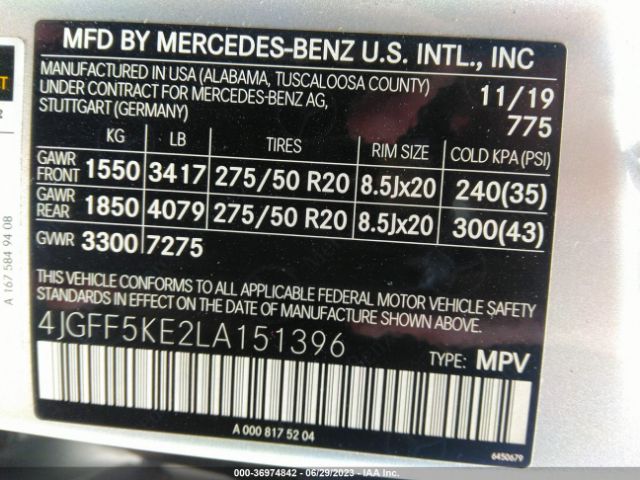 MFD BY MERCEDES-BENZ U.S. INTL., INC
MANUFACTURED IN USA (ALABAMA, TUSCALOOSA COUNTY)
UNDER CONTRACT FOR MERCEDES-BENZ AG,
STUTTGART (GERMANY)
11/19
775
KG LB TIRES RIM SIZE COLD KPA (PSI)
GAWR FRONT 1550 3417 275/50 R20 8.5Jx20 240(35)
GAWR REAR 1850 4079 275/50 R20 8.5Jx20 300(43)
GVWR 3300 7275
THIS VEHICLE CONFORMS TO ALL APPLICABLE FEDERAL MOTOR VEHICLE SAFETY
STANDARDS IN EFFECT ON THE DATE OF MANUFACTURE SHOWN ABOVE.
4JGFF5KE2LA151396
TYPE: MPV
A 000 817 52 04
6450679
A 167 584 94 08
000-36974842 - 06/29/2023 - IAA Inc.